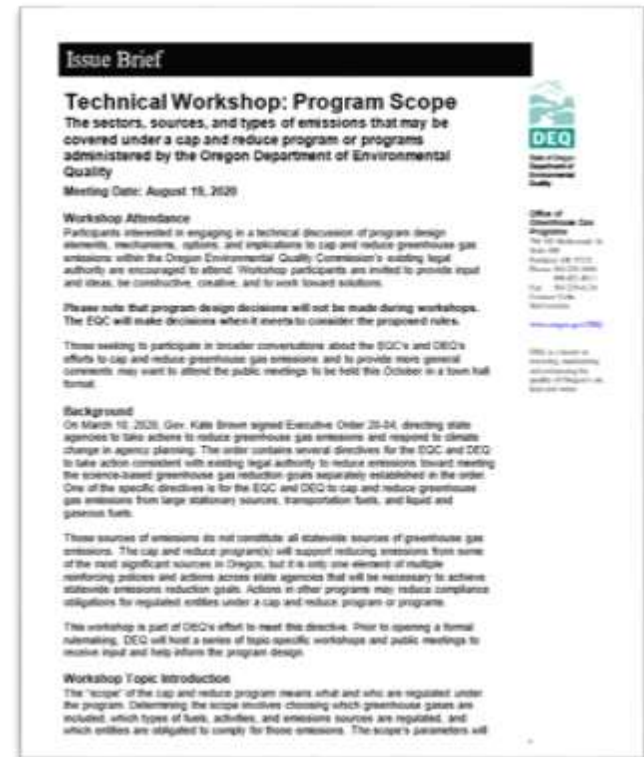 Issue Brief
Technical Workshop: Program Scope
The sectors, sources, and types of emissions that may be
covered under a cap and reduce program or programs
administered by the Oregon Department of Environmental
Quality
Meeting Date: August 19, 2020
Workshop Attendance
Participants interested in engaging in a technical discussion of program design
elements, mechanisms, options, and implications to cap and reduce greenhouse gas
emissions within the Oregon Environmental Quality Commission's existing legal
authority are encouraged to attend. Workshop participants are invited to provide input
and ideas, be constructive, creative, and to work toward solutions.
Please note that program design decisions will not be made during workshops.
The EQC will make decisions when it meets to consider the proposed rules.
Those seeking to participate in broader conversations about the EQC's and DEQ's
efforts to cap and reduce greenhouse gas emissions and to provide more general
comments may want to attend the public meetings to be held this October in a town hall
format.
Background
On March 10, 2020, Gov. Kate Brown signed Executive Order 20-04, directing state
agencies to take actions to reduce greenhouse gas emissions and respond to climate
change in agency planning. The order contains several directives for the EQC and DEQ
to take action consistent with existing legal authority to reduce emissions toward meeting
the science-based greenhouse gas reduction goals separately established in the order.
One of the specific directives is for the EQC and DEQ to cap and reduce greenhouse
gas emissions from large stationary sources, transportation fuels, and liquid and
gaseous fuels.
These sources of emissions do not constitute all statewide sources of greenhouse gas
emissions. The cap and reduce program(s) will support reducing emissions from some
of the most significant sources in Oregon, but it is only one element of multiple
reinforcing policies and actions across state agencies that will be necessary to achieve
statewide emissions reduction goals. Actions in other programs may reduce compliance
obligations for regulated entities under a cap and reduce program or programs.
This workshop is part of DEQ's effort to meet this directive. Prior to opening a formal
rulemaking, DEQ will host a series of topic-specific workshops and public meetings to
receive input and help inform the program design.
Workshop Topic Introduction
The "scope" of the cap and reduce program means what and who are regulated under
the program. Determining the scope involves choosing which greenhouse gases are
included, which types of fuels, activities, and emissions sources are regulated, and
which entities are obligated to comply for those emissions. The scope's parameters will
DEQ
State of Oregon
Department of
Environmental
Quality
Office of
Greenhouse Gas
Programs